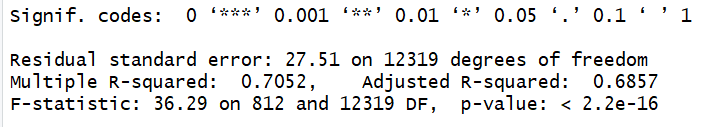 Signif. codes:  0 ‘***’ 0.001 ‘**’ 0.01 ‘*’ 0.05 ‘.’ 0.1 ‘ ’ 1
Residual standard error: 27.51 on 12319 degrees of freedom
Multiple R-squared:  0.7052,    Adjusted R-squared:  0.6857
F-statistic: 36.29 on 812 and 12319 DF,  p-value: < 2.2e-16